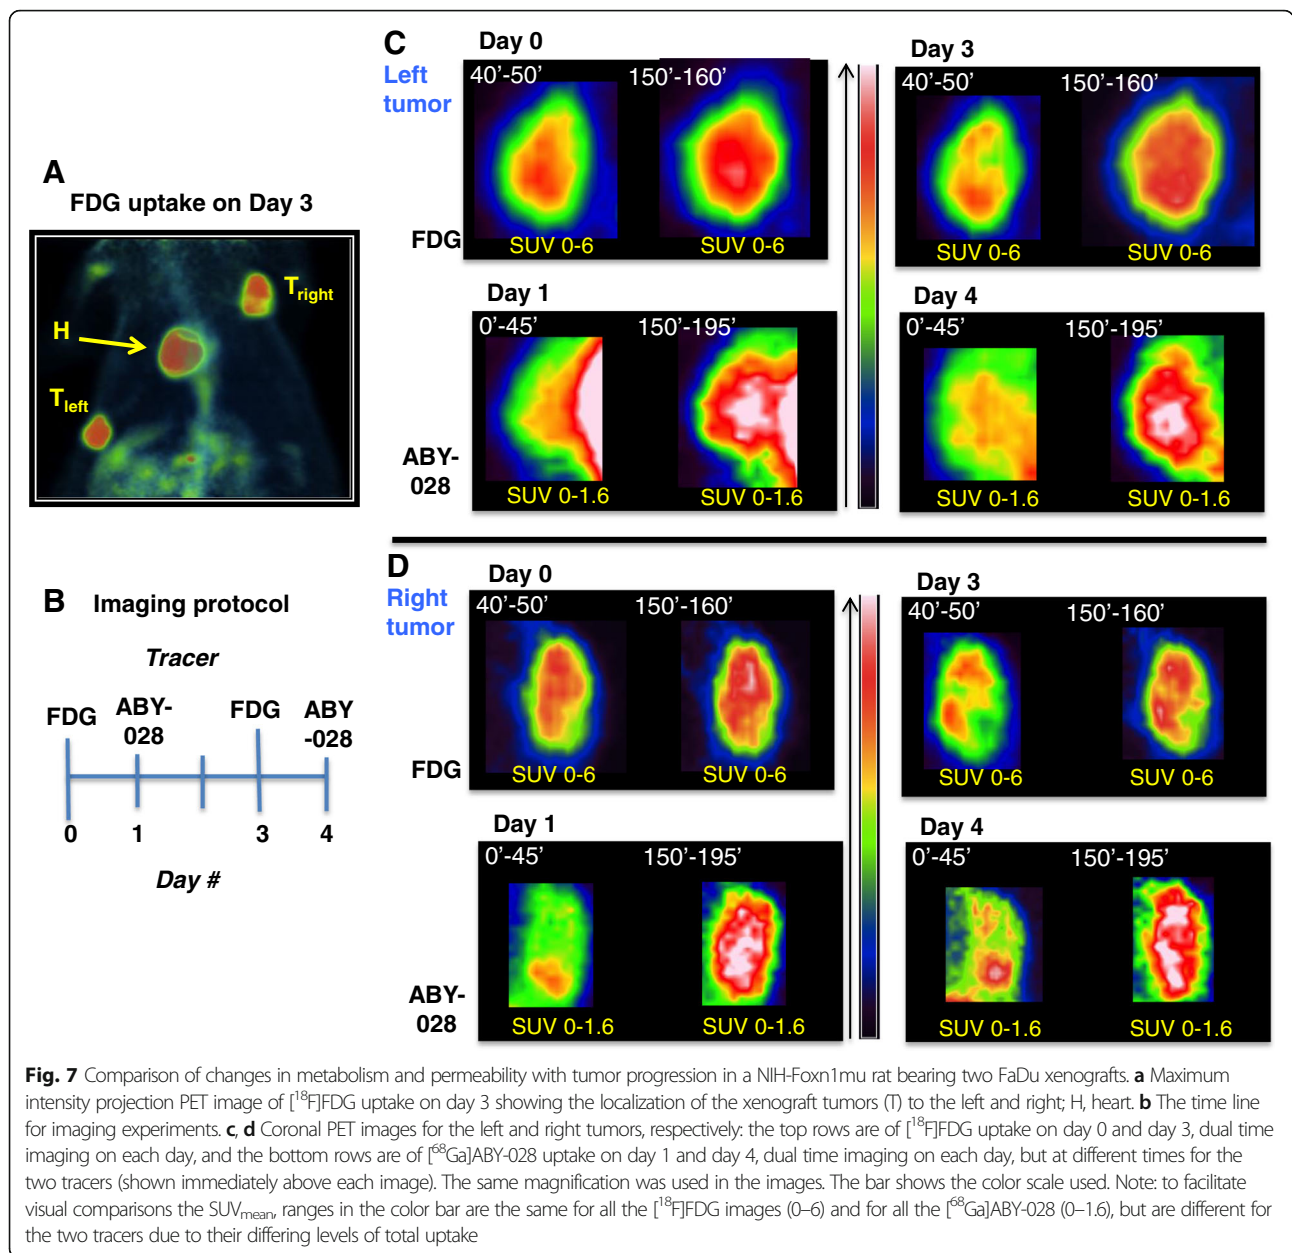 A
FDG uptake on Day 3
T_right
H
T_left
B Imaging protocol
Tracer
FDG ABY-028 FDG ABY-028
0 1 3 4
Day #
C Day 0 Day 3
Left tumor
40’-50’ 150’-160’ 40’-50’ 150’-160’
FDG
SUV 0-6 SUV 0-6 SUV 0-6 SUV 0-6
Day 1 Day 4
0’-45’ 150’-195’ 0’-45’ 150’-195’
ABY-028
SUV 0-1.6 SUV 0-1.6 SUV 0-1.6 SUV 0-1.6
D Day 0 Day 3
Right tumor
40’-50’ 150’-160’ 40’-50’ 150’-160’
FDG
SUV 0-6 SUV 0-6 SUV 0-6 SUV 0-6
Day 1 Day 4
0’-45’ 150’-195’ 0’-45’ 150’-195’
ABY-028
SUV 0-1.6 SUV 0-1.6 SUV 0-1.6 SUV 0-1.6
Fig. 7 Comparison of changes in metabolism and permeability with tumor progression in a NIH-Foxn1mu rat bearing two FaDu xenografts. a Maximum
intensity projection PET image of [18F]FDG uptake on day 3 showing the localization of the xenograft tumors (T) to the left and right; H, heart. b The time line
for imaging experiments. c, d Coronal PET images for the left and right tumors, respectively: the top rows are of [18F]FDG uptake on day 0 and day 3, dual time
imaging on each day, and the bottom rows are of [68Ga]ABY-028 uptake on day 1 and day 4, dual time imaging on each day, but at different times for the
two tracers (shown immediately above each image). The same magnification was used in the images. The bar shows the color scale used. Note: to facilitate
visual comparisons the SUVmean, ranges in the color bar are the same for all the [18F]FDG images (0–6) and for all the [68Ga]ABY-028 (0–1.6), but are different for
the two tracers due to their differing levels of total uptake